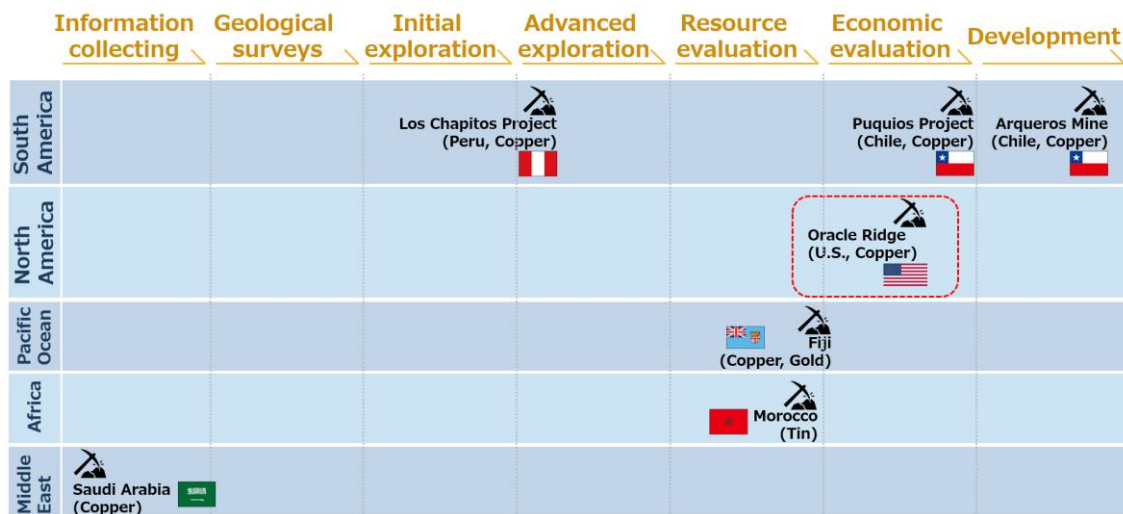 Information
collecting
Geological
surveys
Initial
exploration
Advanced
exploration
Resource
evaluation
Economic
evaluation
Development
South
America
Los Chapitos Project
(Peru, Copper)
Puquios Project
(Chile, Copper)
Arqueros Mine
(Chile, Copper)
North
America
Oracle Ridge
(U.S., Copper)
Pacific
Ocean
Fiji
(Copper, Gold)
Africa
Morocco
(Tin)
Middle
East
Saudi Arabia
(Copper)